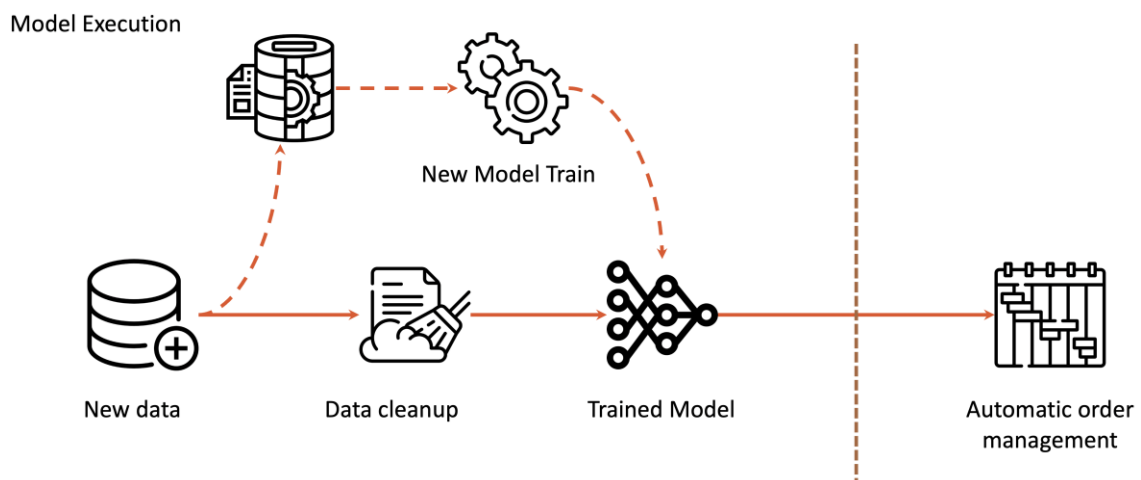 Model Execution
New Model Train
New data
Data cleanup
Trained Model
Automatic order
management